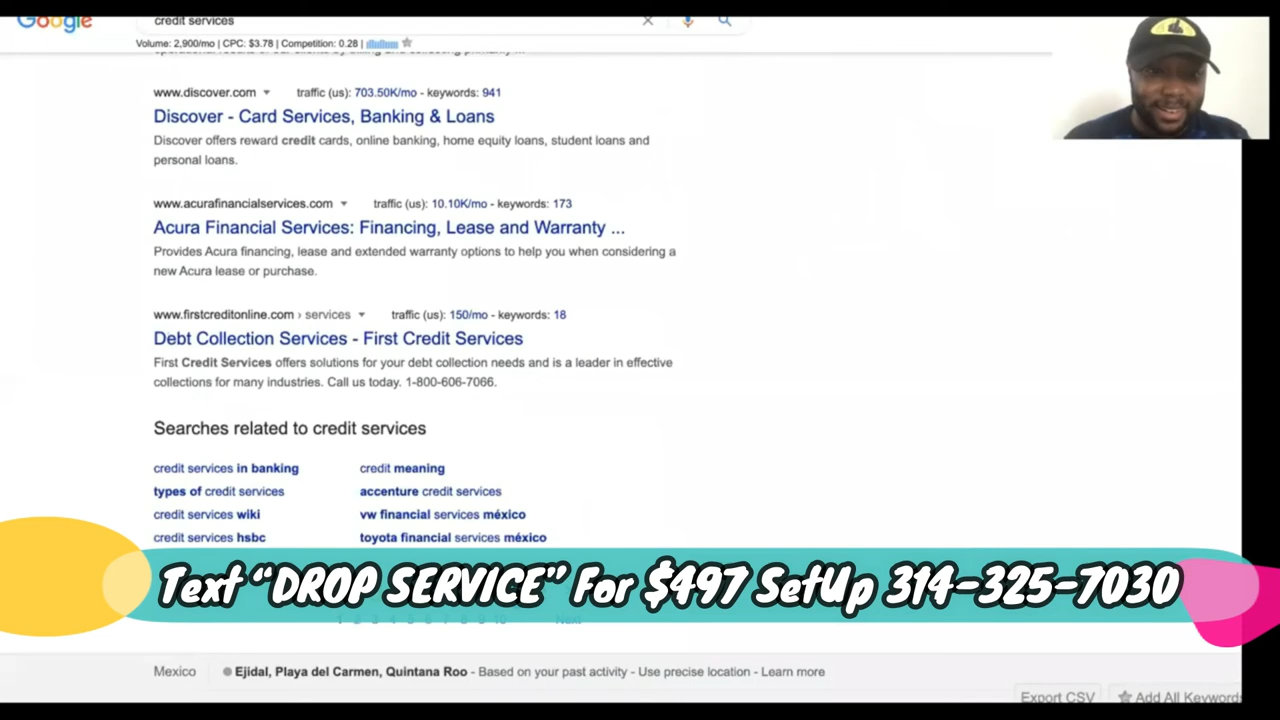 Google
credit services
Volume: 2,900/mo | CPC: $3.78 | Competition: 0.28 |
www.discover.com traffic (us): 703.50K/mo - keywords: 941
Discover - Card Services, Banking & Loans
Discover offers reward credit cards, online banking, home equity loans, student loans and
personal loans.
www.acurafinancialservices.com traffic (us): 10.10K/mo - keywords: 173
Acura Financial Services: Financing, Lease and Warranty ...
Provides Acura financing, lease and extended warranty options to help you when considering a
new Acura lease or purchase.
www.firstcreditonline.com › services traffic (us): 150/mo - keywords: 18
Debt Collection Services - First Credit Services
First Credit Services offers solutions for your debt collection needs and is a leader in effective
collections for many industries. Call us today. 1-800-606-7066.
Searches related to credit services
credit services in banking credit meaning
types of credit services accenture credit services
credit services wiki vw financial services méxico
credit services hsbc toyota financial services méxico
Text “DROP SERVICE” For $497 SetUp 314-325-7030
Next
Mexico Ejidal, Playa del Carmen, Quintana Roo - Based on your past activity - Use precise location - Learn more
Export CSV Add All Keywords